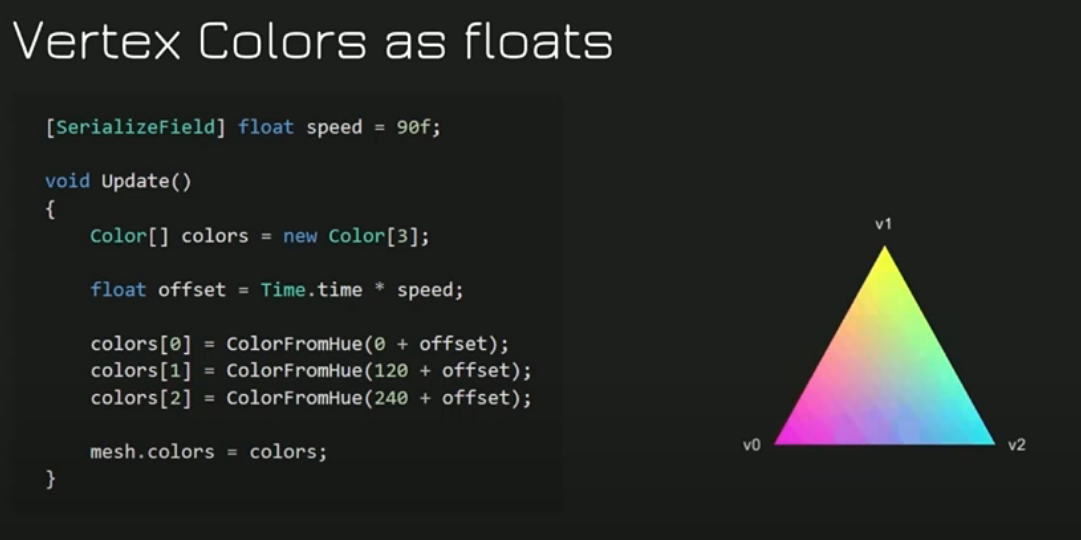 Vertex Colors as floats
[SerializeField] float speed = 90f;
void Update()
{
Color[] colors = new Color[3];
float offset = Time.time * speed;
colors[0] = ColorFromHue(0 + offset);
colors[1] = ColorFromHue(120 + offset);
colors[2] = ColorFromHue(240 + offset);
mesh.colors = colors;
}
v1
v0
v2